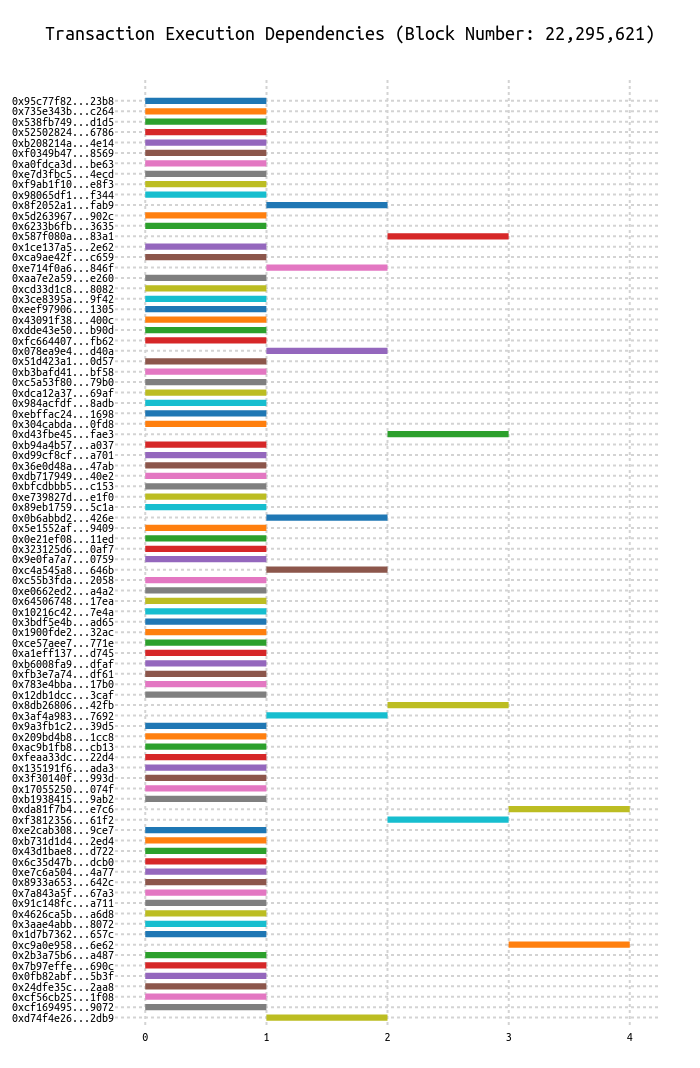 Transaction Execution Dependencies (Block Number: 22,295,621)
0x95c77f82...23b8
0x735e343b...c264
0x538fb749...d1d5
0x52502824...6786
0xb208214a...4e14
0xf0349b47...8569
0xa0fdca3d...be63
0xe7d3fbc5...4ecd
0xf9ab1f10...e8f3
0x98065df1...f344
0x8f2052a1...fab9
0x5d263967...902c
0x6233b6fb...3635
0x587f080a...83a1
0x1ce137a5...2e62
0xca9ae42f...c659
0xe714f0a6...846f
0xaa7e2a59...e260
0xcd33d1c8...8082
0x3ce8395a...9f42
0xeef97906...1305
0x43091f38...400c
0xdde43e50...b90d
0xfc664407...fb62
0x078ea9e4...d40a
0x51d423a1...0d57
0xb3bafd41...bf58
0xc5a53f80...79b0
0xdca12a37...69af
0x984acfdf...8adb
0xebffac24...1698
0x304cabda...0fd8
0xd43fbe45...fae3
0xb94a4b57...a037
0xd99cf8cf...a701
0x36e0d48a...47ab
0xdb717949...40e2
0xbfcdbbb5...c153
0xe739827d...e1f0
0x89eb1759...5c1a
0x0b6abbd2...426e
0x5e1552af...9409
0x0e21ef08...11ed
0x323125d6...0af7
0x9e0fa7a7...0759
0xc4a545a8...646b
0xc55b3fda...2058
0xe0662ed2...a4a2
0x64506748...17ea
0x10216c42...7e4a
0x3bdf5e4b...ad65
0x1900fde2...32ac
0xce57aee7...771e
0xa1eff137...d745
0xb6008fa9...dfaf
0xfb3e7a74...df61
0x783e4bba...17b0
0x12db1dcc...3caf
0x8db26806...42fb
0x3af4a983...7692
0x9a3fb1c2...39d5
0x209bd4b8...1cc8
0xac9b1fb8...cb13
0xfeaa33dc...22d4
0x135191f6...ada3
0x3f30140f...993d
0x17055250...074f
0xb1938415...9ab2
0xda81f7b4...e7c6
0xf3812356...61f2
0xe2cab308...9ce7
0xb731d1d4...2ed4
0x43d1bae8...d722
0x6c35d47b...dcb0
0xe7c6a504...4a77
0x8933a653...642c
0x7a843a5f...67a3
0x91c148fc...a711
0x4626ca5b...a6d8
0x3aae4abb...8072
0x1d7b7362...657c
0xc9a0e958...6e62
0x2b3a75b6...a487
0x7b97effe...690c
0x0fb82abf...5b3f
0x24dfe35c...2aa8
0xcf56cb25...1f08
0xcf169495...9072
0xd74f4e26...2db9
0 1 2 3 4